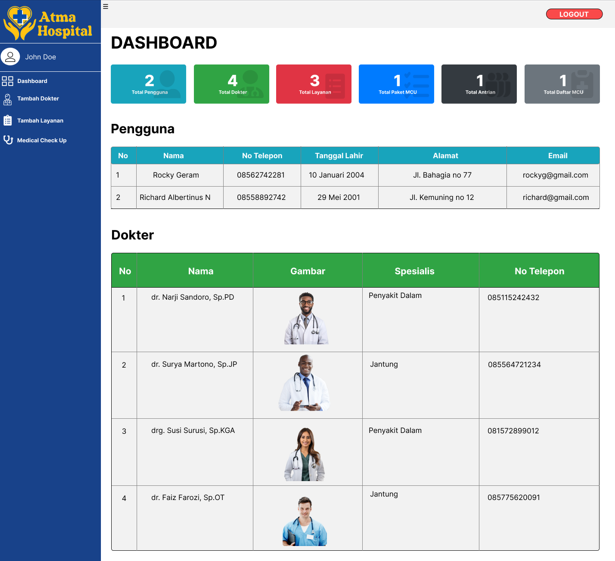 Atma
Hospital
☰
LOGOUT
John Doe
Dashboard
Tambah Dokter
Tambah Layanan
Medical Check Up
DASHBOARD
2
Total Pengguna
4
Total Dokter
3
Total Layanan
1
Total Paket MCU
1
Total Antrian
1
Total Daftar MCU
Pengguna
No Nama No Telepon Tanggal Lahir Alamat Email
1 Rocky Geram 08562742281 10 Januari 2004 Jl. Bahagia no 77 rockyg@gmail.com
2 Richard Albertinus N 08558892742 29 Mei 2001 Jl. Kemuning no 12 richard@gmail.com
Dokter
No Nama Gambar Spesialis No Telepon
1 dr. Narji Sandoro, Sp.PD Penyakit Dalam 085115242432
2 dr. Surya Martono, Sp.JP Jantung 085564721234
3 drg. Susi Surusi, Sp.KGA Penyakit Dalam 081572899012
4 dr. Faiz Farozi, Sp.OT Jantung 085775620091